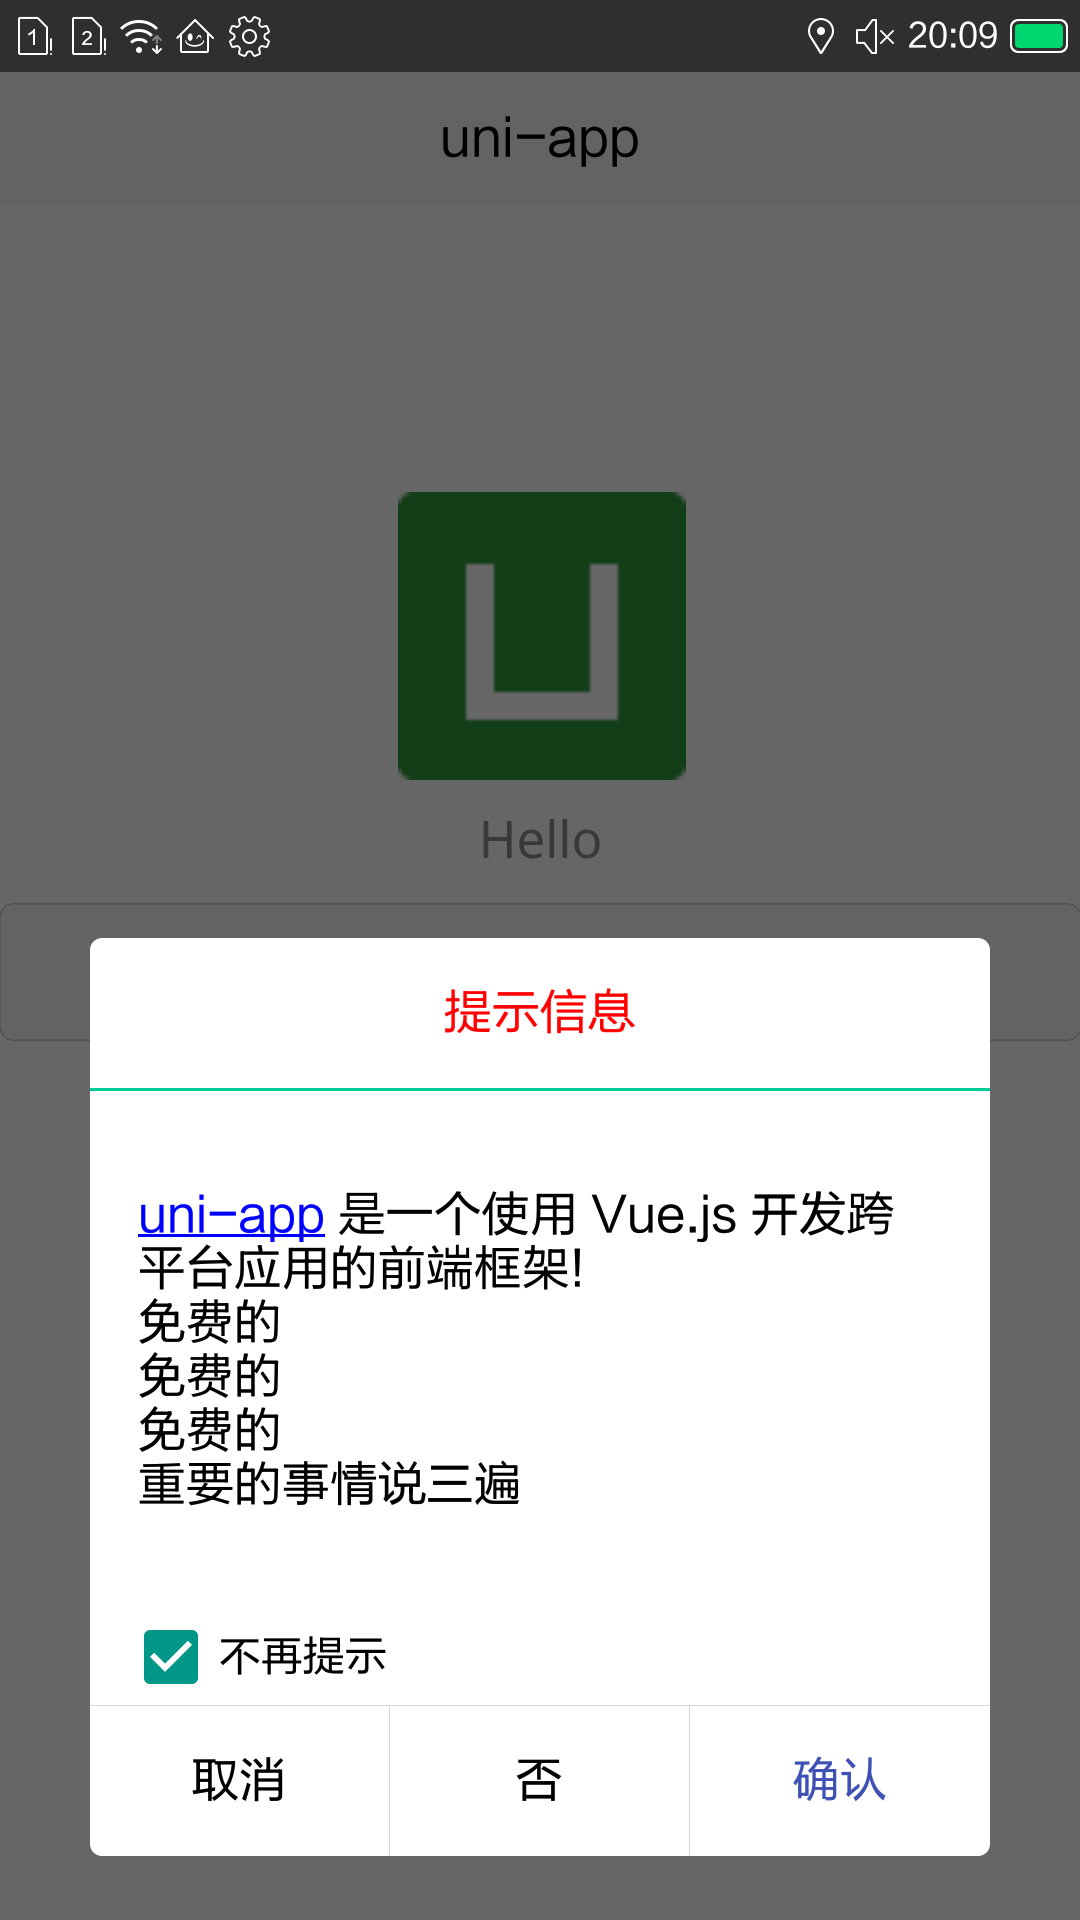 1 2 20:09
uni-app
Hello
提示信息
uni-app 是一个使用 Vue.js 开发跨
平台应用的前端框架!
免费的
免费的
免费的
重要的事情说三遍
不再提示
取消 否 确认